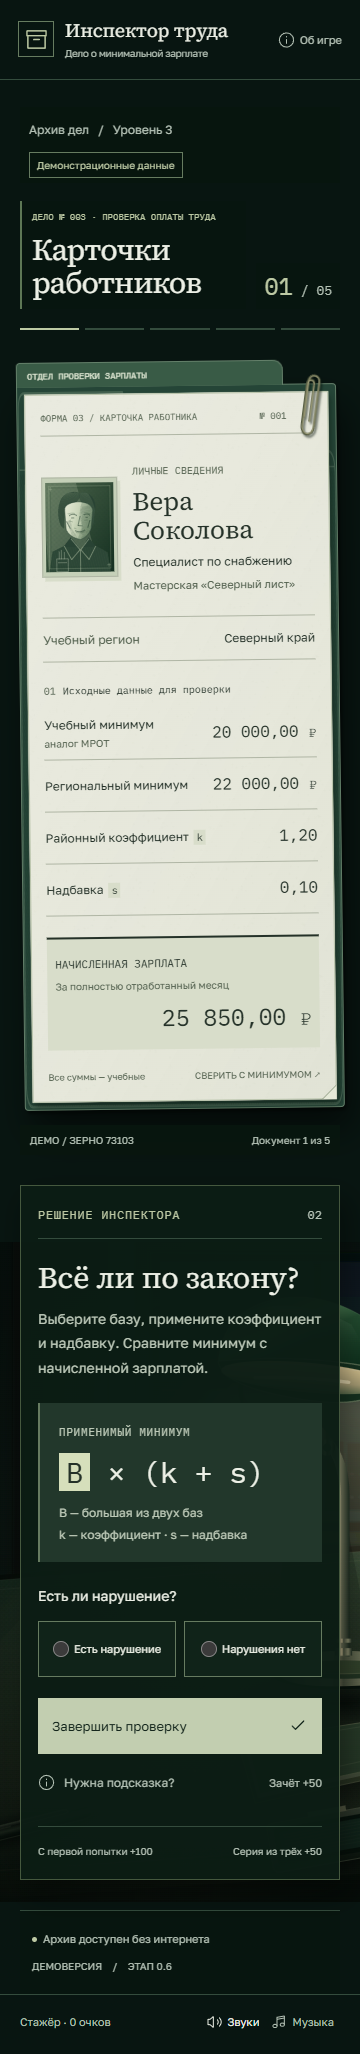 Инспектор труда
Дело о минимальной зарплате
Об игре
Архив дел / Уровень 3
Демонстрационные данные
ДЕЛО № 003 · ПРОВЕРКА ОПЛАТЫ ТРУДА
Карточки
работников
01 / 05
ОТДЕЛ ПРОВЕРКИ ЗАРПЛАТЫ
ФОРМА 03 / КАРТОЧКА РАБОТНИКА
№ 001
ЛИЧНЫЕ СВЕДЕНИЯ
Вера
Соколова
Специалист по снабжению
Мастерская «Северный лист»
Учебный регион Северный край
01 Исходные данные для проверки
Учебный минимум
аналог МРОТ
20 000,00 ₽
Региональный минимум 22 000,00 ₽
Районный коэффициент k 1,20
Надбавка s 0,10
НАЧИСЛЕННАЯ ЗАРПЛАТА
За полностью отработанный месяц
25 850,00 ₽
Все суммы — учебные
СВЕРИТЬ С МИНИМУМОМ ↗
ДЕМО / ЗЕРНО 73103
Документ 1 из 5
РЕШЕНИЕ ИНСПЕКТОРА 02
Всё ли по закону?
Выберите базу, примените коэффициент
и надбавку. Сравните минимум с
начисленной зарплатой.
ПРИМЕНИМЫЙ МИНИМУМ
B × (k + s)
B — большая из двух баз
k — коэффициент · s — надбавка
Есть ли нарушение?
Есть нарушение
Нарушения нет
Завершить проверку
Нужна подсказка?
Зачёт +50
С первой попытки +100
Серия из трёх +50
Архив доступен без интернета
ДЕМОВЕРСИЯ / ЭТАП 0.6
Стажёр · 0 очков
Звуки
Музыка